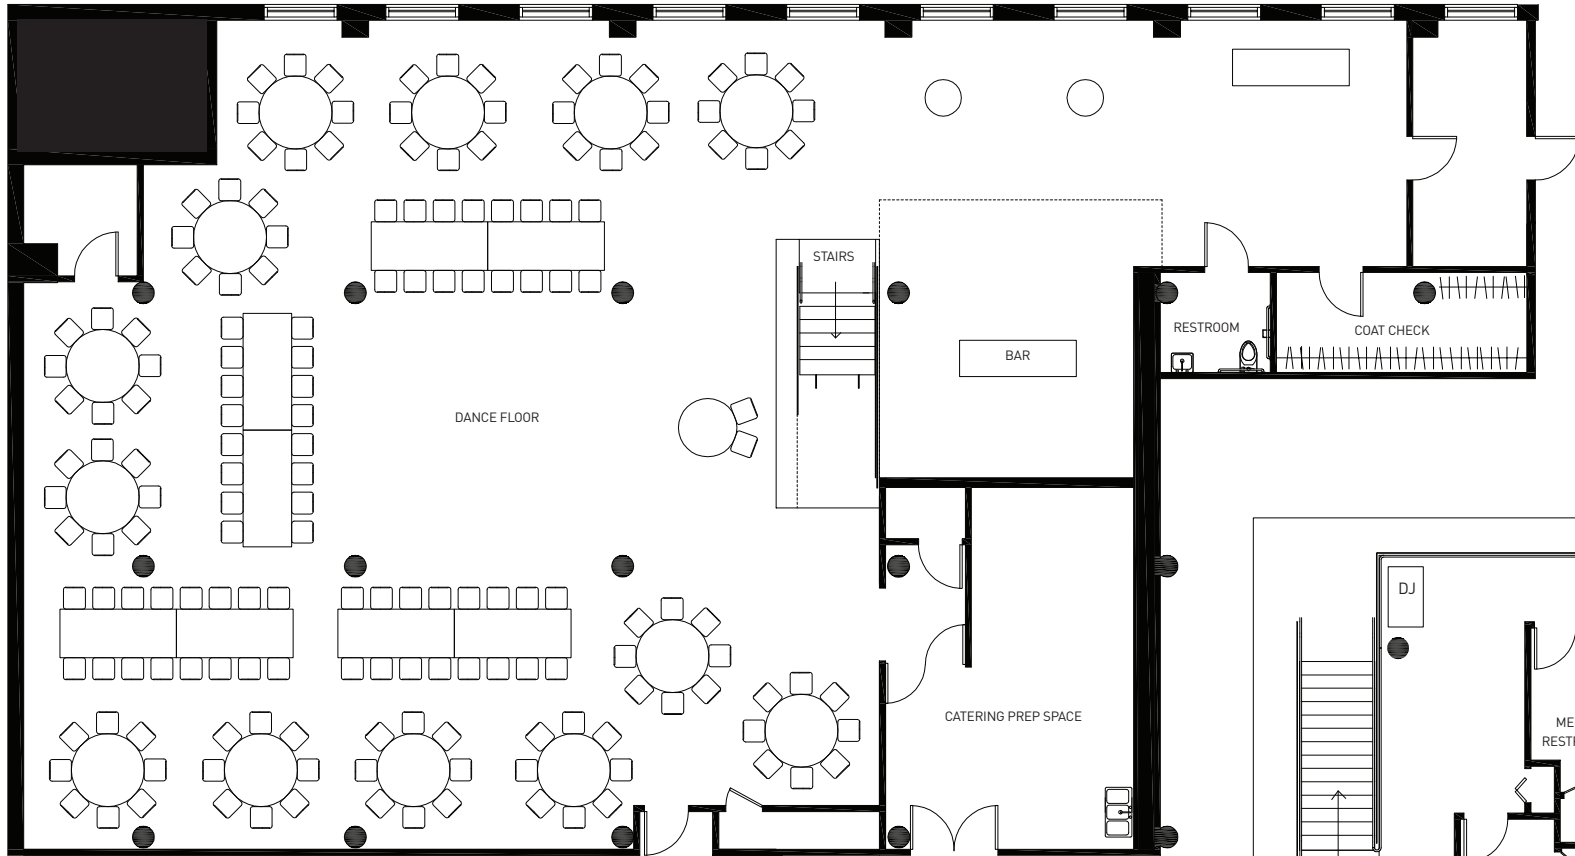 STAIRS
RESTROOM
COAT CHECK
BAR
DANCE FLOOR
DJ
CATERING PREP SPACE